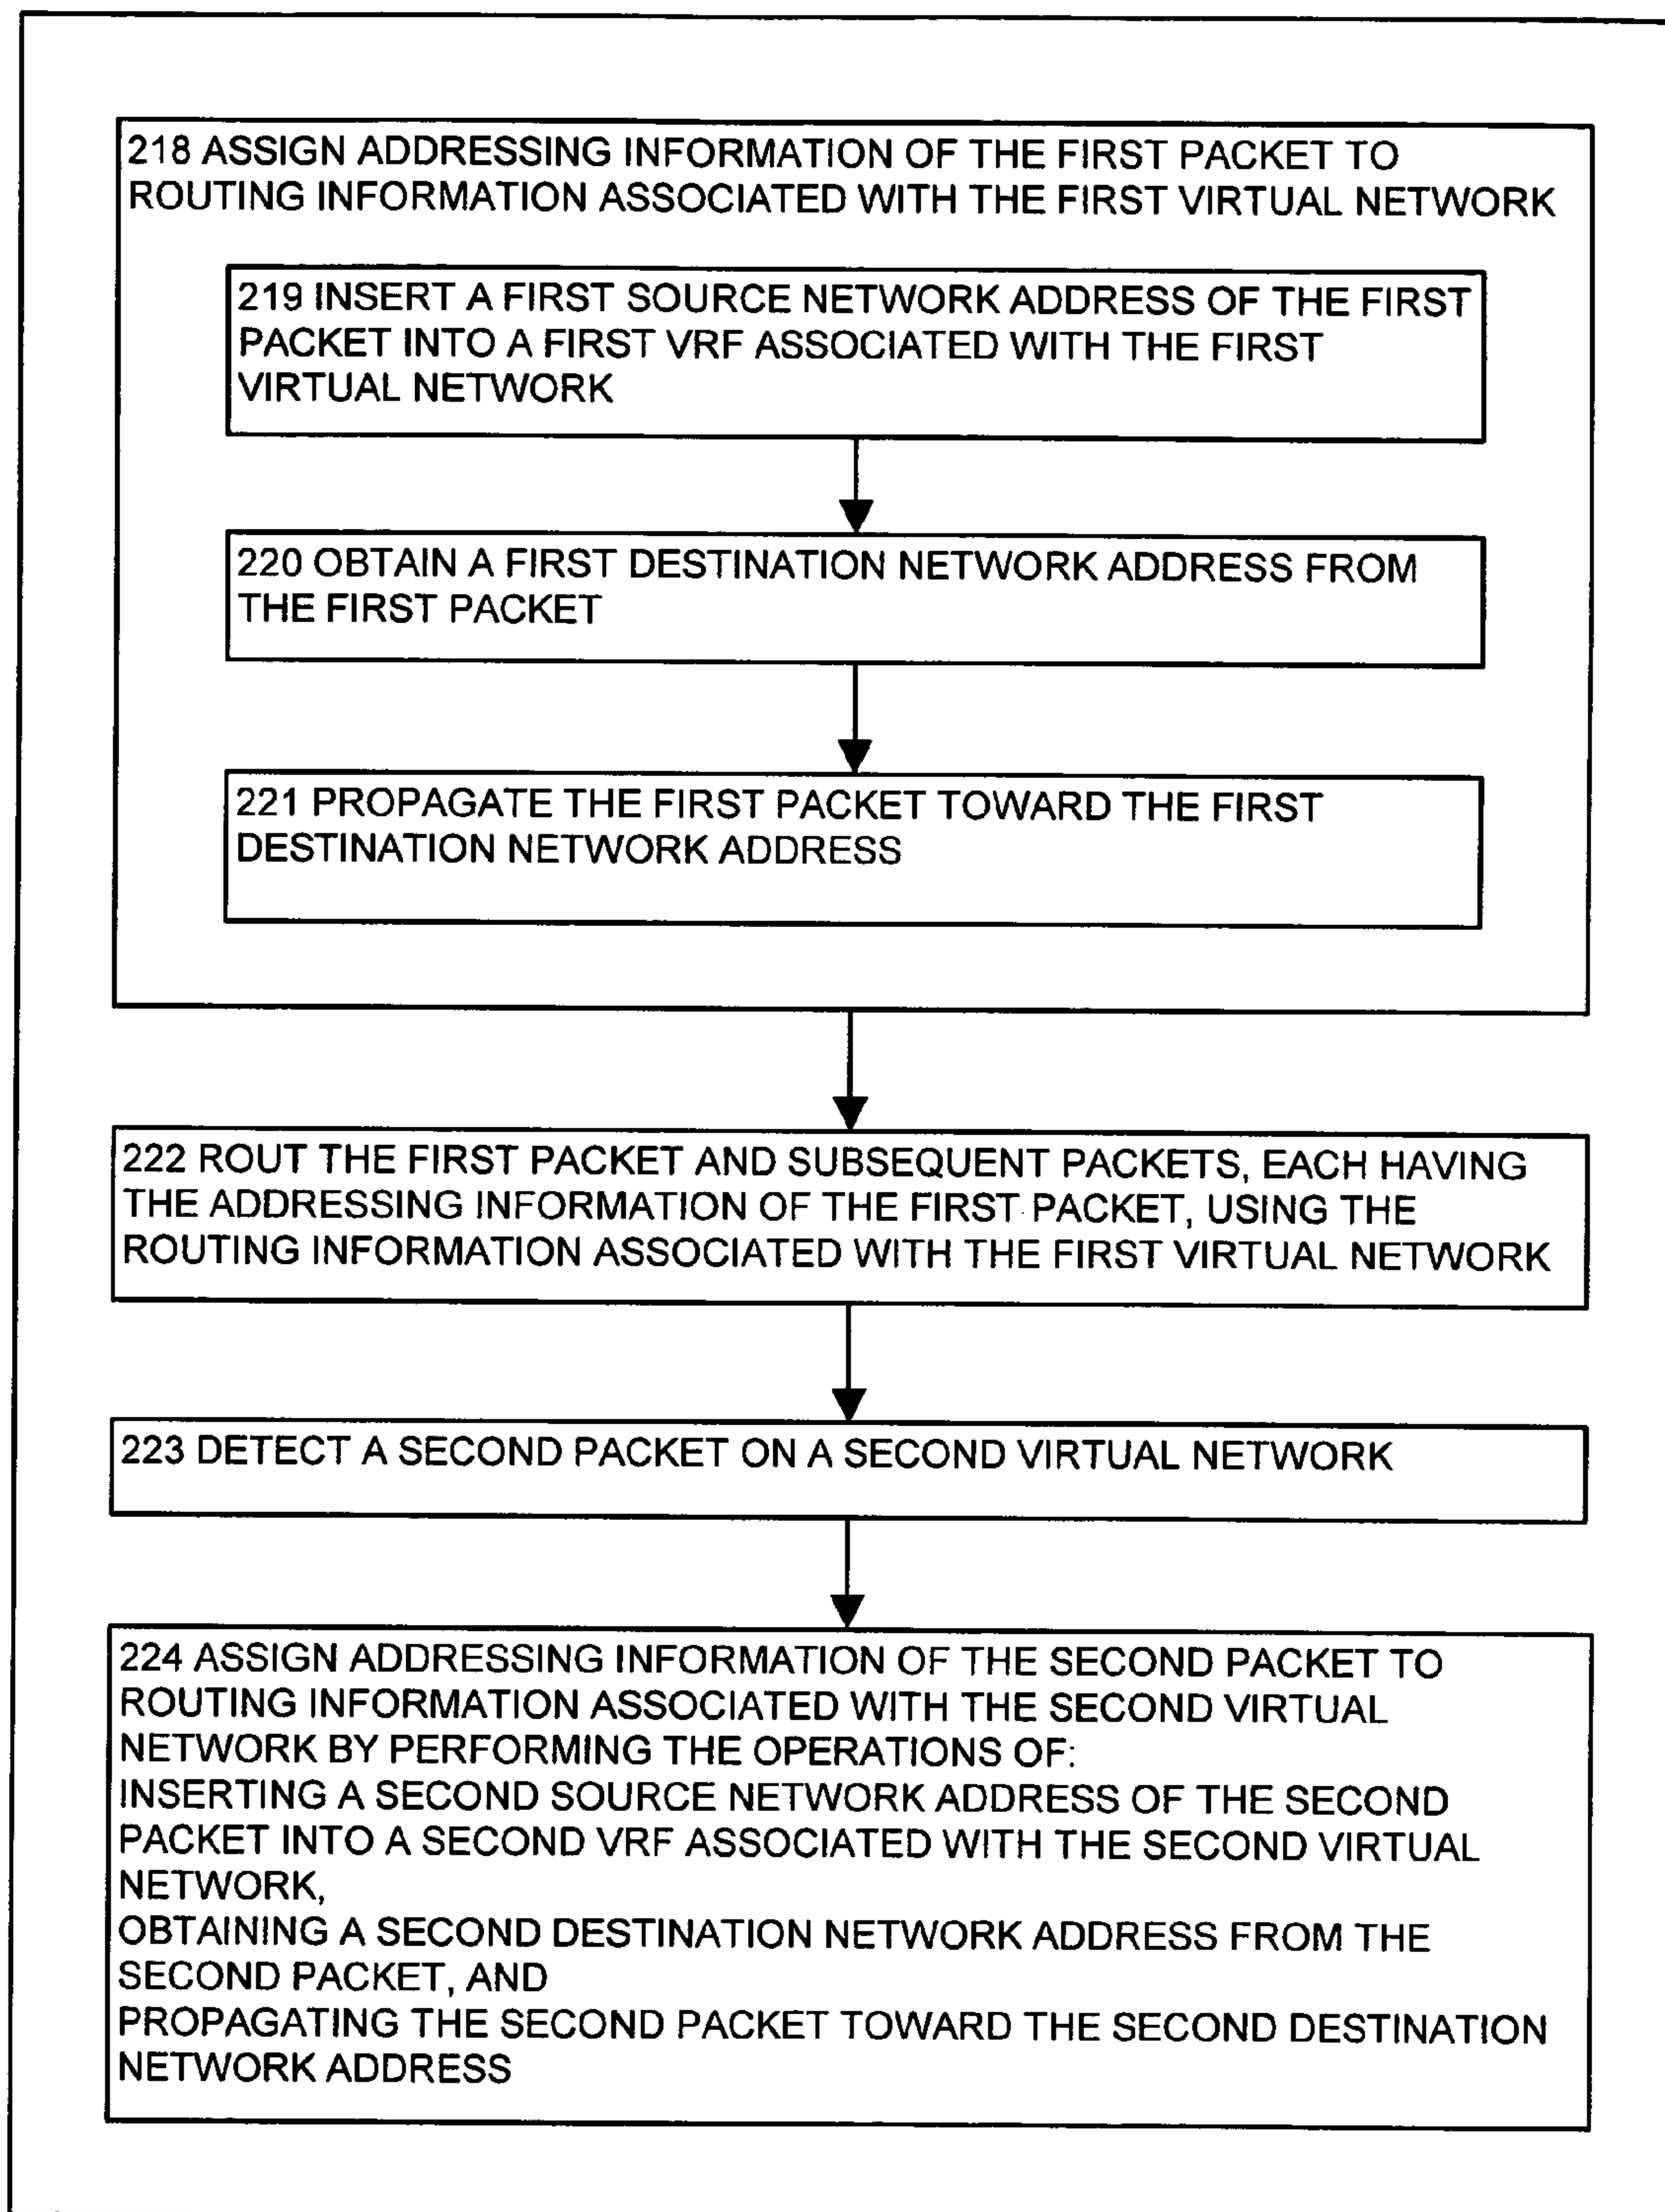 218 ASSIGN ADDRESSING INFORMATION OF THE FIRST PACKET TO
ROUTING INFORMATION ASSOCIATED WITH THE FIRST VIRTUAL NETWORK
219 INSERT A FIRST SOURCE NETWORK ADDRESS OF THE FIRST
PACKET INTO A FIRST VRF ASSOCIATED WITH THE FIRST
VIRTUAL NETWORK
220 OBTAIN A FIRST DESTINATION NETWORK ADDRESS FROM
THE FIRST PACKET
221 PROPAGATE THE FIRST PACKET TOWARD THE FIRST
DESTINATION NETWORK ADDRESS
222 ROUT THE FIRST PACKET AND SUBSEQUENT PACKETS, EACH HAVING
THE ADDRESSING INFORMATION OF THE FIRST PACKET, USING THE
ROUTING INFORMATION ASSOCIATED WITH THE FIRST VIRTUAL NETWORK
223 DETECT A SECOND PACKET ON A SECOND VIRTUAL NETWORK
224 ASSIGN ADDRESSING INFORMATION OF THE SECOND PACKET TO
ROUTING INFORMATION ASSOCIATED WITH THE SECOND VIRTUAL
NETWORK BY PERFORMING THE OPERATIONS OF:
INSERTING A SECOND SOURCE NETWORK ADDRESS OF THE SECOND
PACKET INTO A SECOND VRF ASSOCIATED WITH THE SECOND VIRTUAL
NETWORK,
OBTAINING A SECOND DESTINATION NETWORK ADDRESS FROM THE
SECOND PACKET, AND
PROPAGATING THE SECOND PACKET TOWARD THE SECOND DESTINATION
NETWORK ADDRESS